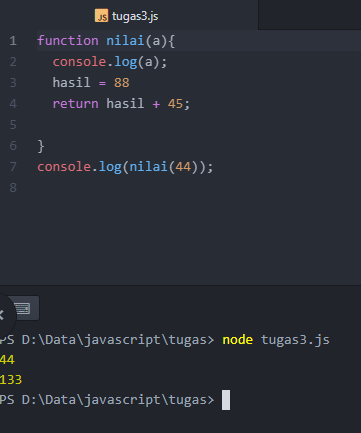 JS tugas3.js
1 function nilai(a){
2   console.log(a);
3   hasil = 88
4   return hasil + 45;
5
6 }
7 console.log(nilai(44));
8
PS D:\Data\javascript\tugas> node tugas3.js
44
133
PS D:\Data\javascript\tugas>